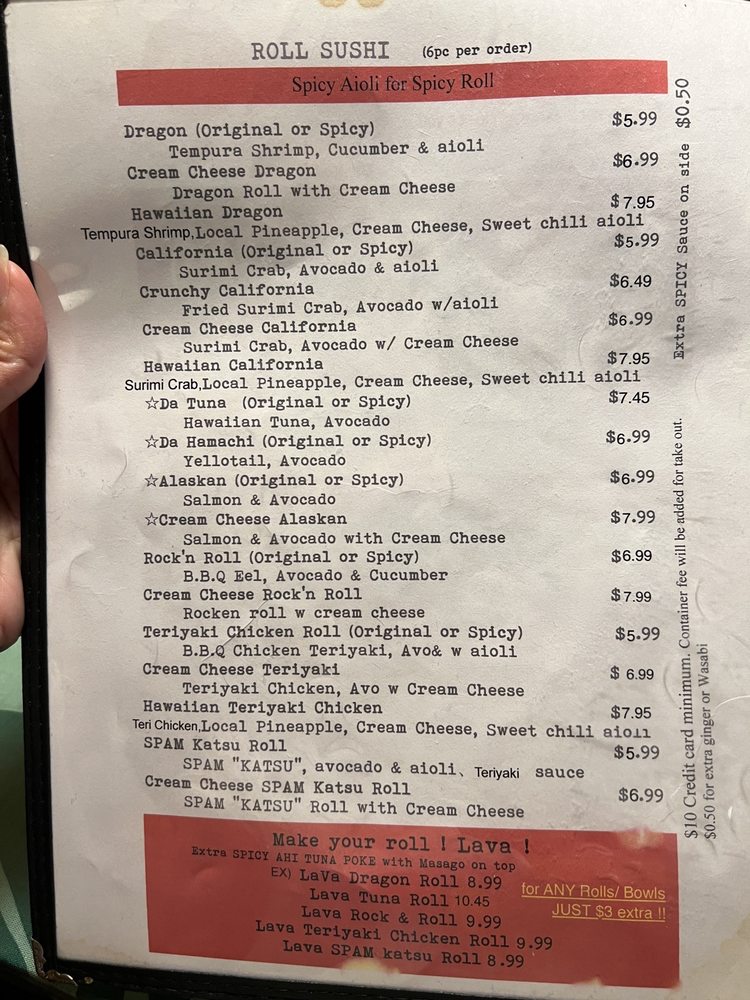 ROLL SUSHI (6pc per order)
Spicy Aioli for Spicy Roll
Dragon (Original or Spicy) $5.99
Tempura Shrimp, Cucumber & aioli
Cream Cheese Dragon $6.99
Dragon Roll with Cream Cheese
Hawaiian Dragon $7.95
Tempura Shrimp,Local Pineapple, Cream Cheese, Sweet chili aioli
California (Original or Spicy) $5.99
Surimi Crab, Avocado & aioli
Crunchy California $6.49
Fried Surimi Crab, Avocado w/aioli
Cream Cheese California $6.99
Surimi Crab, Avocado w/ Cream Cheese
Hawaiian California $7.95
Surimi Crab,Local Pineapple, Cream Cheese, Sweet chili aioli
☆Da Tuna (Original or Spicy) $7.45
Hawaiian Tuna, Avocado
☆Da Hamachi (Original or Spicy) $6.99
Yellotail, Avocado
☆Alaskan (Original or Spicy) $6.99
Salmon & Avocado
☆Cream Cheese Alaskan $7.99
Salmon & Avocado with Cream Cheese
Rock'n Roll (Original or Spicy) $6.99
B.B.Q Eel, Avocado & Cucumber
Cream Cheese Rock'n Roll $7.99
Rocken roll w cream cheese
Teriyaki Chicken Roll (Original or Spicy) $5.99
B.B.Q Chicken Teriyaki, Avo& w aioli
Cream Cheese Teriyaki $ 6.99
Teriyaki Chicken, Avo w Cream Cheese
Hawaiian Teriyaki Chicken $7.95
Teri Chicken,Local Pineapple, Cream Cheese, Sweet chili aioli
SPAM Katsu Roll $5.99
SPAM "KATSU", avocado & aioli、Teriyaki sauce
Cream Cheese SPAM Katsu Roll $6.99
SPAM "KATSU" Roll with Cream Cheese
Make your roll ! Lava !
Extra SPICY AHI TUNA POKE with Masago on top
EX) LaVa Dragon Roll 8.99
Lava Tuna Roll 10.45
Lava Rock & Roll 9.99
Lava Teriyaki Chicken Roll 9.99
Lava SPAM katsu Roll 8.99
for ANY Rolls/ Bowls
JUST $3 extra !!
Extra SPICY Sauce on side $0.50
$10 Credit card minimum. Container fee will be added for take out.
$0.50 for extra ginger or Wasabi